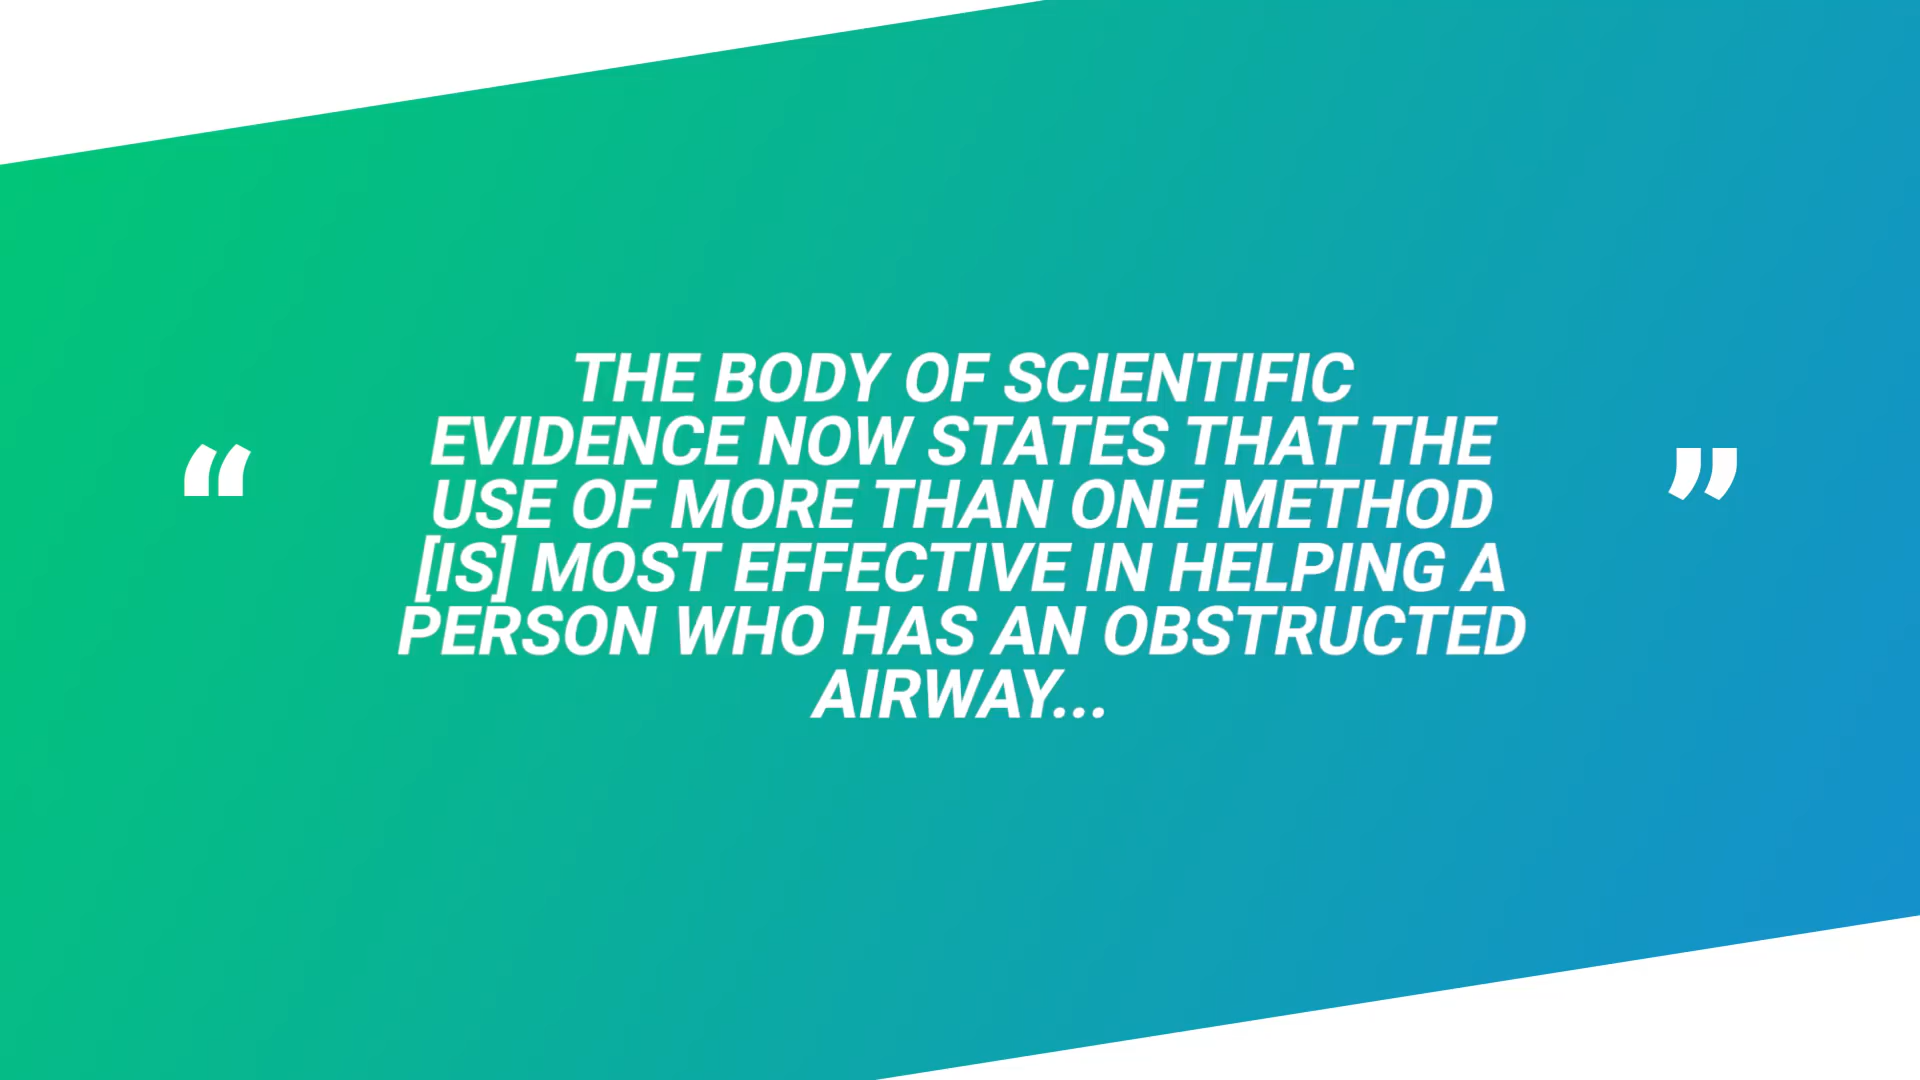 “ THE BODY OF SCIENTIFIC
EVIDENCE NOW STATES THAT THE
USE OF MORE THAN ONE METHOD
[IS] MOST EFFECTIVE IN HELPING A
PERSON WHO HAS AN OBSTRUCTED
AIRWAY... ”